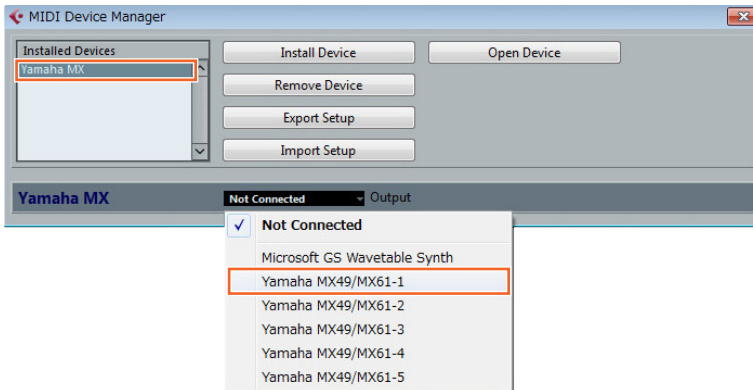 MIDI Device Manager
Installed Devices
Yamaha MX
Install Device
Open Device
Remove Device
Export Setup
Import Setup
Yamaha MX
Not Connected
Output
Not Connected
Microsoft GS Wavetable Synth
Yamaha MX49/MX61-1
Yamaha MX49/MX61-2
Yamaha MX49/MX61-3
Yamaha MX49/MX61-4
Yamaha MX49/MX61-5